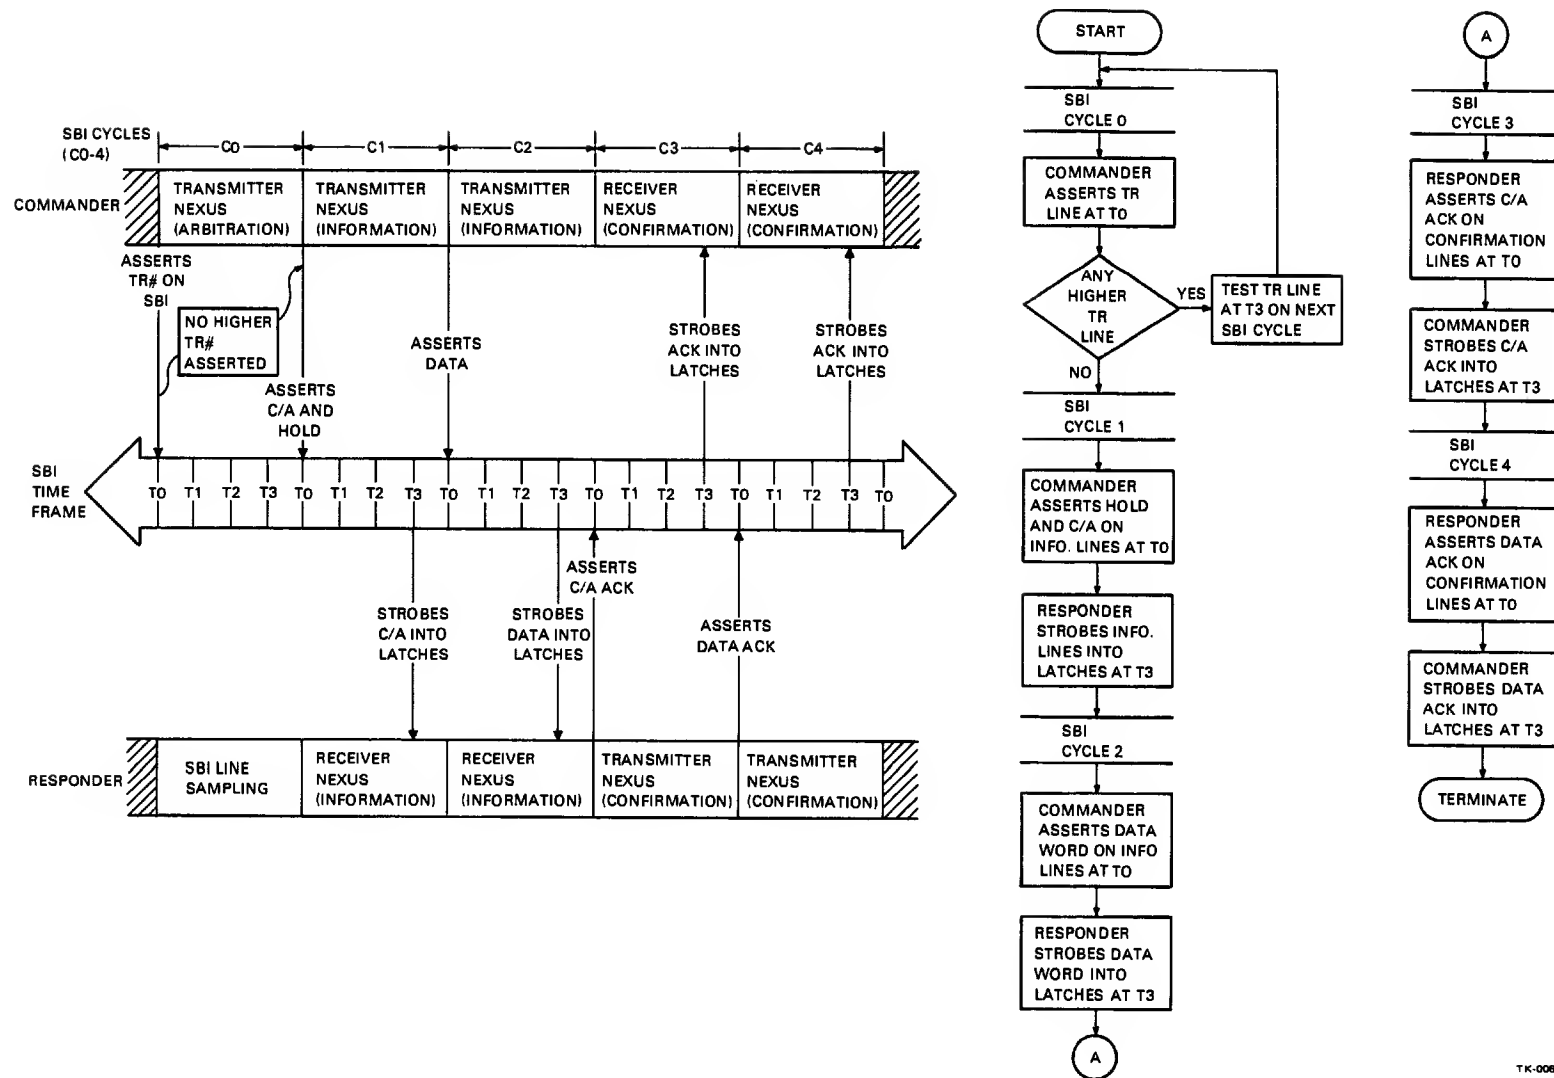 SBI CYCLES
(C0-4)
C0
C1
C2
C3
C4
COMMANDER
TRANSMITTER
NEXUS
(ARBITRATION)
TRANSMITTER
NEXUS
(INFORMATION)
TRANSMITTER
NEXUS
(INFORMATION)
RECEIVER
NEXUS
(CONFIRMATION)
RECEIVER
NEXUS
(CONFIRMATION)
ASSERTS
TR# ON
SBI
NO HIGHER
TR#
ASSERTED
ASSERTS
C/A AND
HOLD
ASSERTS
DATA
STROBES
ACK INTO
LATCHES
STROBES
ACK INTO
LATCHES
SBI
TIME
FRAME
T0 T1 T2 T3 T0 T1 T2 T3 T0 T1 T2 T3 T0 T1 T2 T3 T0 T1 T2 T3 T0
STROBES
C/A INTO
LATCHES
STROBES
DATA INTO
LATCHES
ASSERTS
C/A ACK
ASSERTS
DATA ACK
RESPONDER
SBI LINE
SAMPLING
RECEIVER
NEXUS
(INFORMATION)
RECEIVER
NEXUS
(INFORMATION)
TRANSMITTER
NEXUS
(CONFIRMATION)
TRANSMITTER
NEXUS
(CONFIRMATION)
START
SBI
CYCLE 0
COMMANDER
ASSERTS TR
LINE AT T0
ANY
HIGHER
TR
LINE
YES
TEST TR LINE
AT T3 ON NEXT
SBI CYCLE
NO
SBI
CYCLE 1
COMMANDER
ASSERTS HOLD
AND C/A ON
INFO. LINES AT T0
RESPONDER
STROBES INFO.
LINES INTO
LATCHES AT T3
SBI
CYCLE 2
COMMANDER
ASSERTS DATA
WORD ON INFO
LINES AT T0
RESPONDER
STROBES DATA
WORD INTO
LATCHES AT T3
A
A
SBI
CYCLE 3
RESPONDER
ASSERTS C/A
ACK ON
CONFIRMATION
LINES AT T0
COMMANDER
STROBES C/A
ACK INTO
LATCHES AT T3
SBI
CYCLE 4
RESPONDER
ASSERTS DATA
ACK ON
CONFIRMATION
LINES AT T0
COMMANDER
STROBES DATA
ACK INTO
LATCHES AT T3
TERMINATE